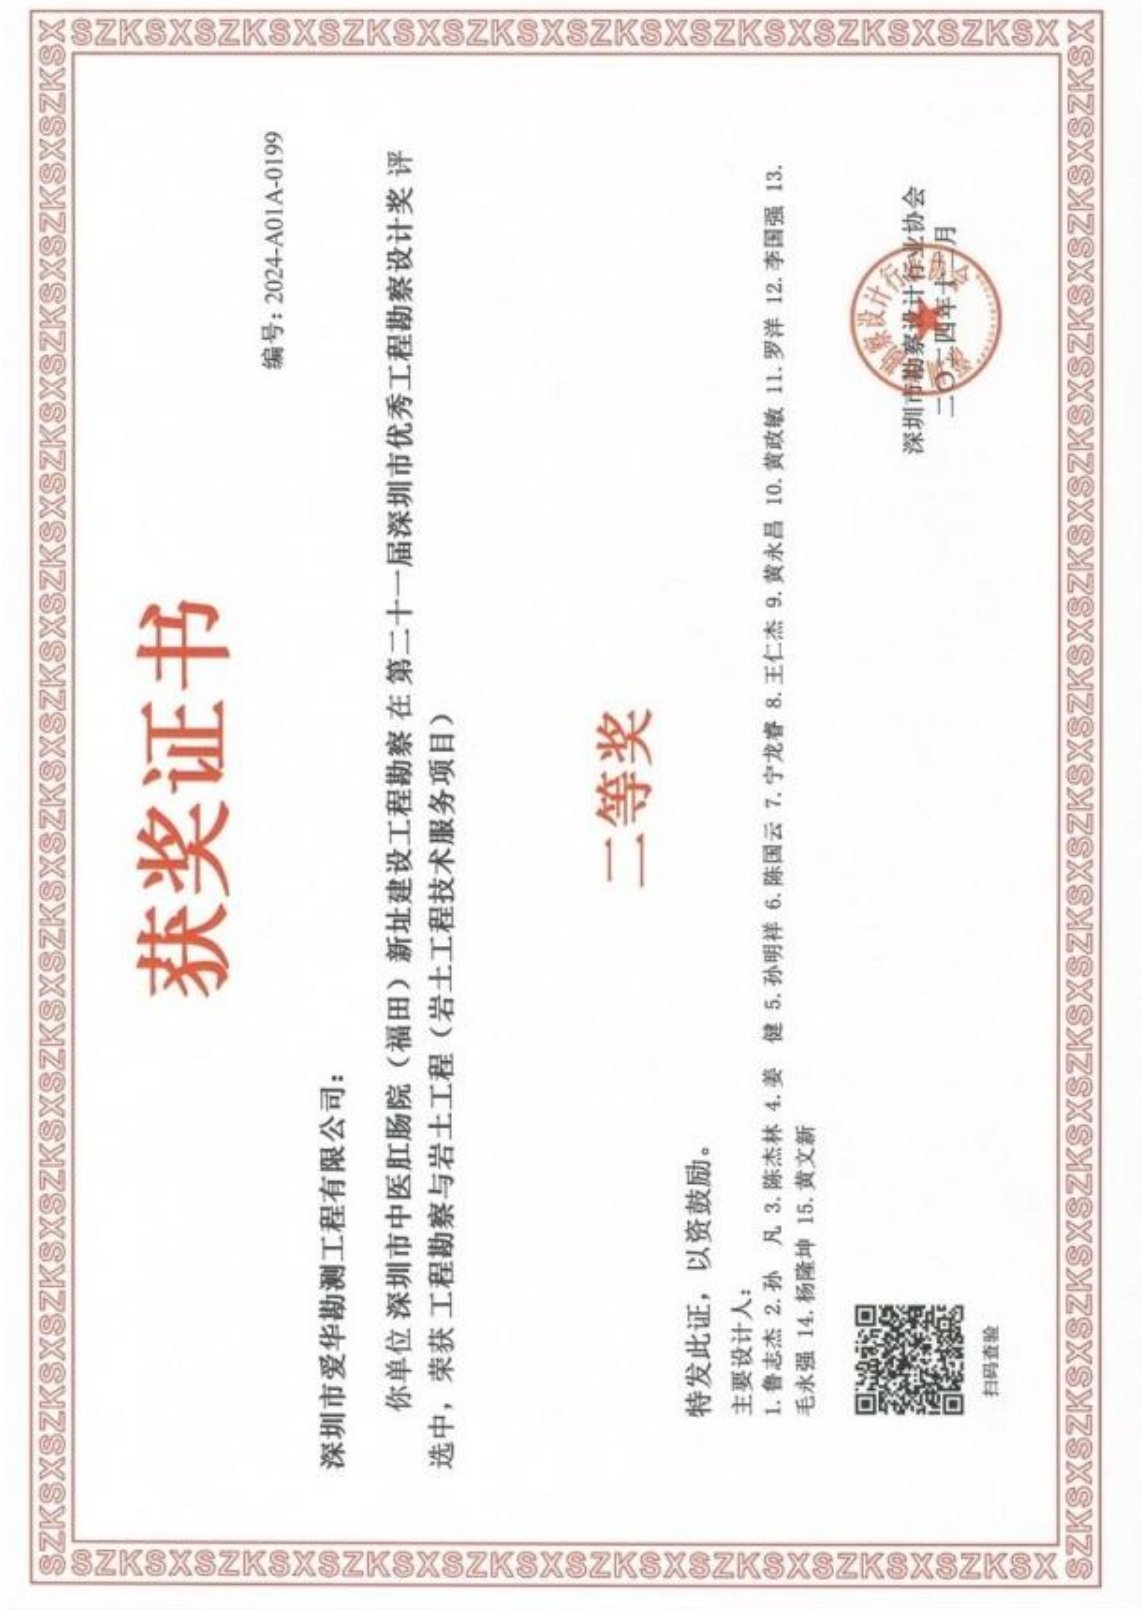 SZKSXSZKSXSZKSXSZKSXSZKSXSZKSXSZKSXSZKSXSZKSXSZKSXSZKSXSZKSX
获奖证书
编号：2024-A01A-0199
深圳市爱华勘测工程有限公司：
你单位 深圳市中医肛肠院（福田）新址建设工程勘察 在 第二十一届深圳市优秀工程勘察设计奖 评
选中，荣获 工程勘察与岩土工程（岩土工程技术服务项目）
二等奖
特发此证，以资鼓励。
主要设计人：
1. 鲁志杰 2. 孙　凡 3. 陈杰林 4. 姜　健 5. 孙明祥 6. 陈国云 7. 宁龙睿 8. 王仁杰 9. 黄永昌 10. 黄政敏 11. 罗洋 12. 李国强 13.
毛永强 14. 杨隆坤 15. 黄文新
深圳市勘察设计行业协会
二〇二四年十一月
扫码查验